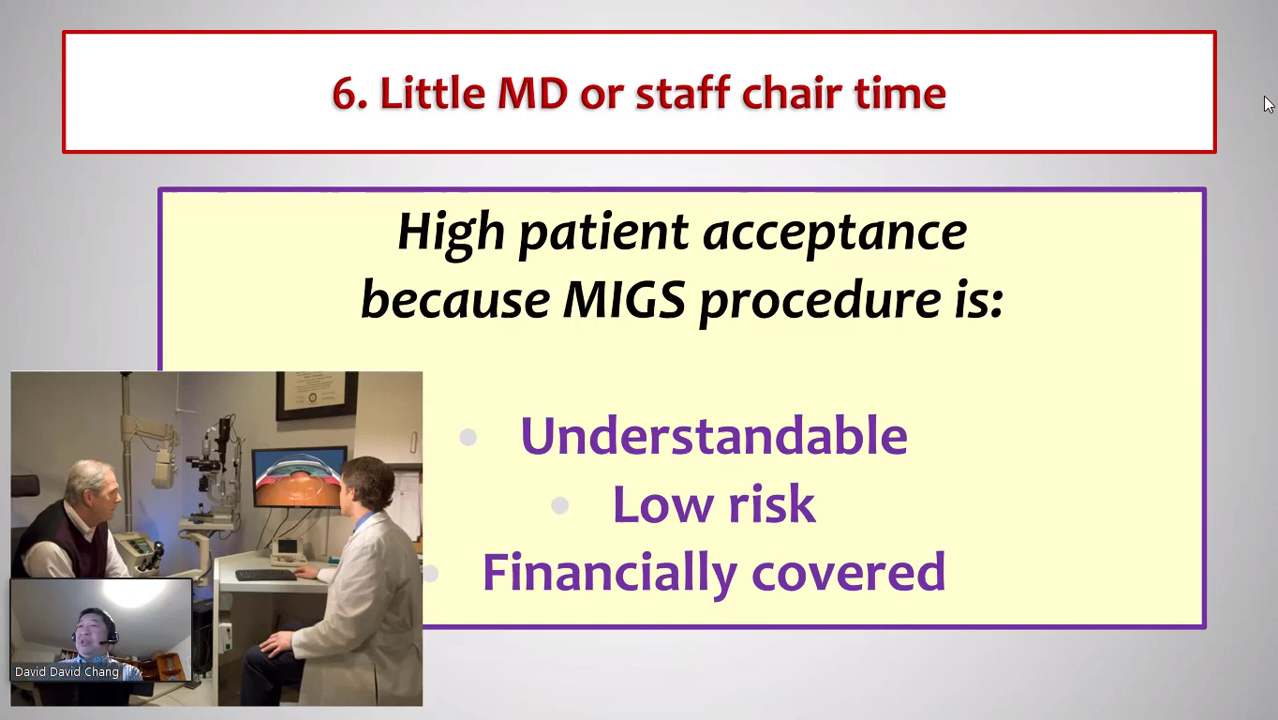 6. Little MD or staff chair time
High patient acceptance
because MIGS procedure is:
• Understandable
• Low risk
• Financially covered
David David Chang